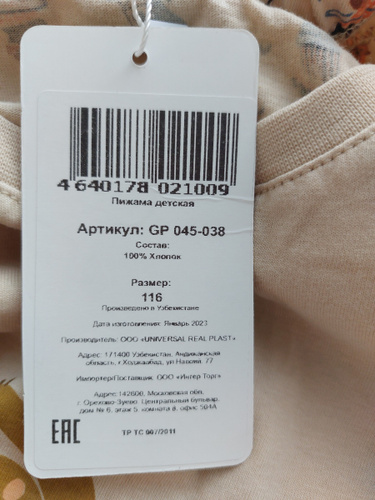 4 640178 021009
Пижама детская
Артикул: GP 045-038
Состав:
100% Хлопок
Размер:
116
Произведено в Узбекистане
Дата изготовления: Январь 2023
Производитель: ООО «UNIVERSAL REAL PLAST»
Адрес: 171400 Узбекистан, Андижанская
область, г Ходжаабад, ул Навоий, 77
Импортер/Поставщик: ООО «Интер Торг»
Адрес:142600, Московская обл,
г. Орехово-Зуево, Центральный бульвар,
дом № 6, этаж 5, комната 8, офис 504А
EAC
ТР ТС 007/2011